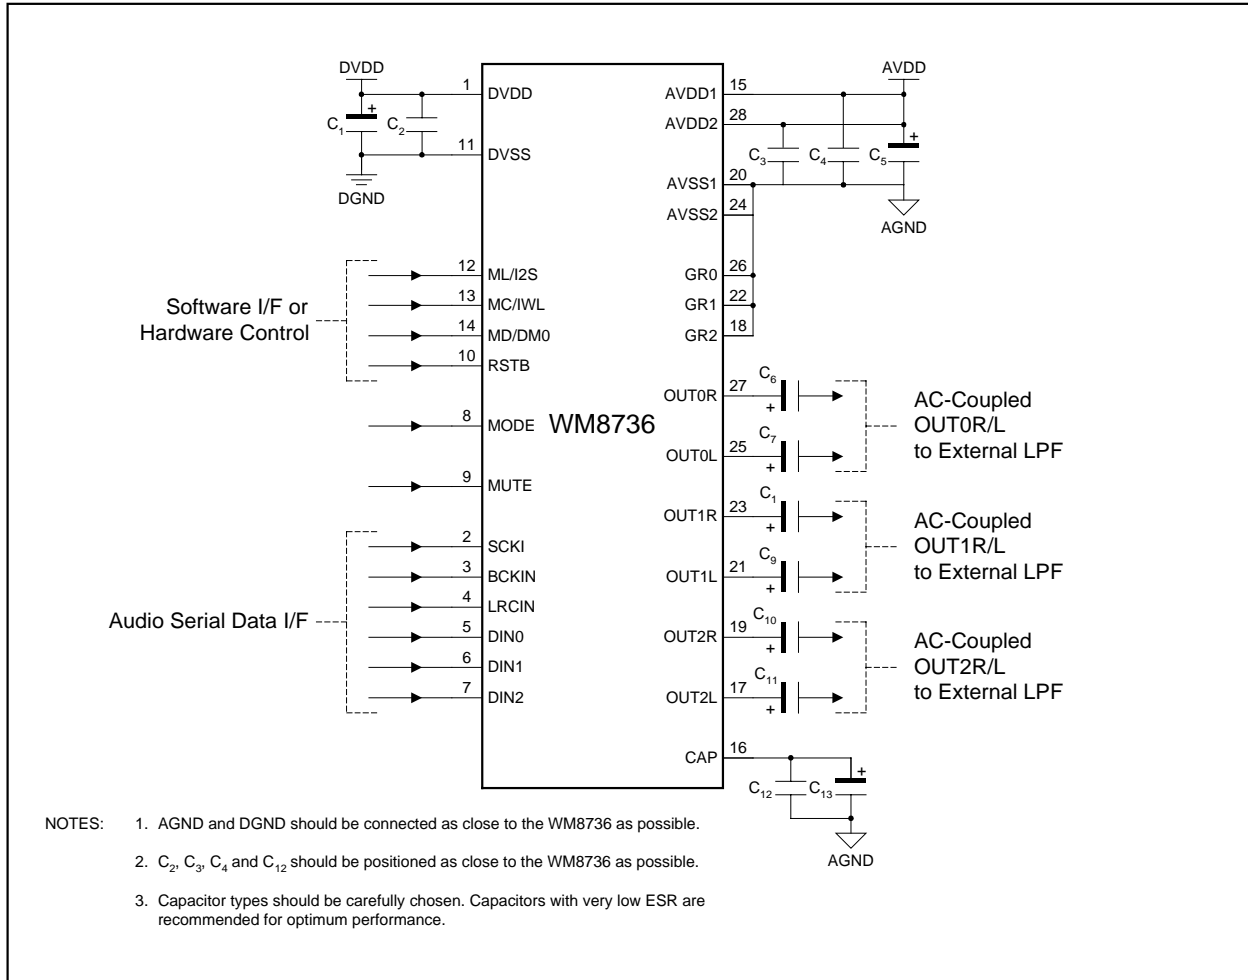 DVDD
1 DVDD
+
C1
C2
11 DVSS
DGND
AVDD
AVDD1 15
AVDD2 28
+
C3
C4
C5
AVSS1 20
AVSS2 24
AGND
GR0 26
GR1 22
GR2 18
Software I/F or
Hardware Control
12 ML/I2S
13 MC/IWL
14 MD/DM0
10 RSTB
8 MODE
WM8736
9 MUTE
Audio Serial Data I/F
2 SCKI
3 BCKIN
4 LRCIN
5 DIN0
6 DIN1
7 DIN2
OUT0R 27 C6 +
OUT0L 25 C7 +
AC-Coupled
OUT0R/L
to External LPF
OUT1R 23 C1 +
OUT1L 21 C9 +
AC-Coupled
OUT1R/L
to External LPF
OUT2R 19 C10 +
OUT2L 17 C11 +
AC-Coupled
OUT2R/L
to External LPF
CAP 16
+
C12
C13
AGND
NOTES: 1. AGND and DGND should be connected as close to the WM8736 as possible.
2. C2, C3, C4 and C12 should be positioned as close to the WM8736 as possible.
3. Capacitor types should be carefully chosen. Capacitors with very low ESR are
recommended for optimum performance.